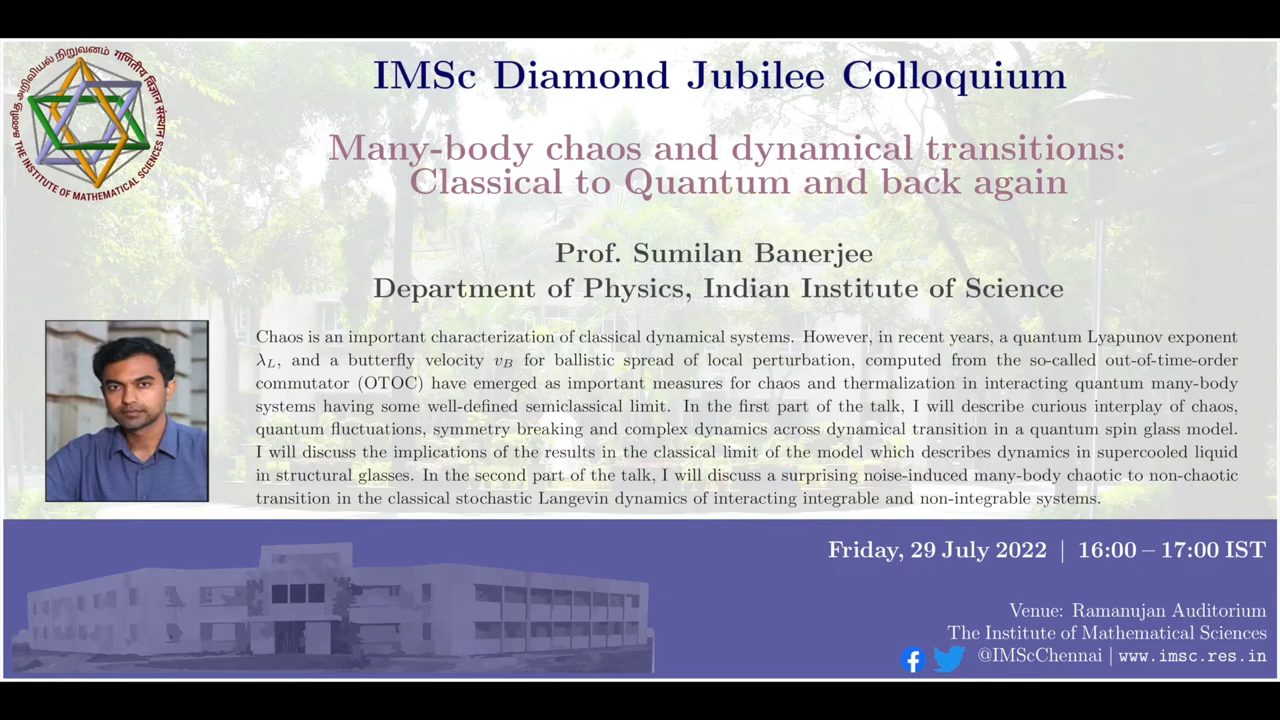 கணித அறிவியல் நிறுவனம்
गणितीय विज्ञान संस्थान
THE INSTITUTE OF MATHEMATICAL SCIENCES
IMSc Diamond Jubilee Colloquium
Many-body chaos and dynamical transitions:
Classical to Quantum and back again
Prof. Sumilan Banerjee
Department of Physics, Indian Institute of Science
Chaos is an important characterization of classical dynamical systems. However, in recent years, a quantum Lyapunov exponent
λL, and a butterfly velocity vB for ballistic spread of local perturbation, computed from the so-called out-of-time-order
commutator (OTOC) have emerged as important measures for chaos and thermalization in interacting quantum many-body
systems having some well-defined semiclassical limit. In the first part of the talk, I will describe curious interplay of chaos,
quantum fluctuations, symmetry breaking and complex dynamics across dynamical transition in a quantum spin glass model.
I will discuss the implications of the results in the classical limit of the model which describes dynamics in supercooled liquid
in structural glasses. In the second part of the talk, I will discuss a surprising noise-induced many-body chaotic to non-chaotic
transition in the classical stochastic Langevin dynamics of interacting integrable and non-integrable systems.
Friday, 29 July 2022 | 16:00 – 17:00 IST
Venue: Ramanujan Auditorium
The Institute of Mathematical Sciences
@IMScChennai | www.imsc.res.in